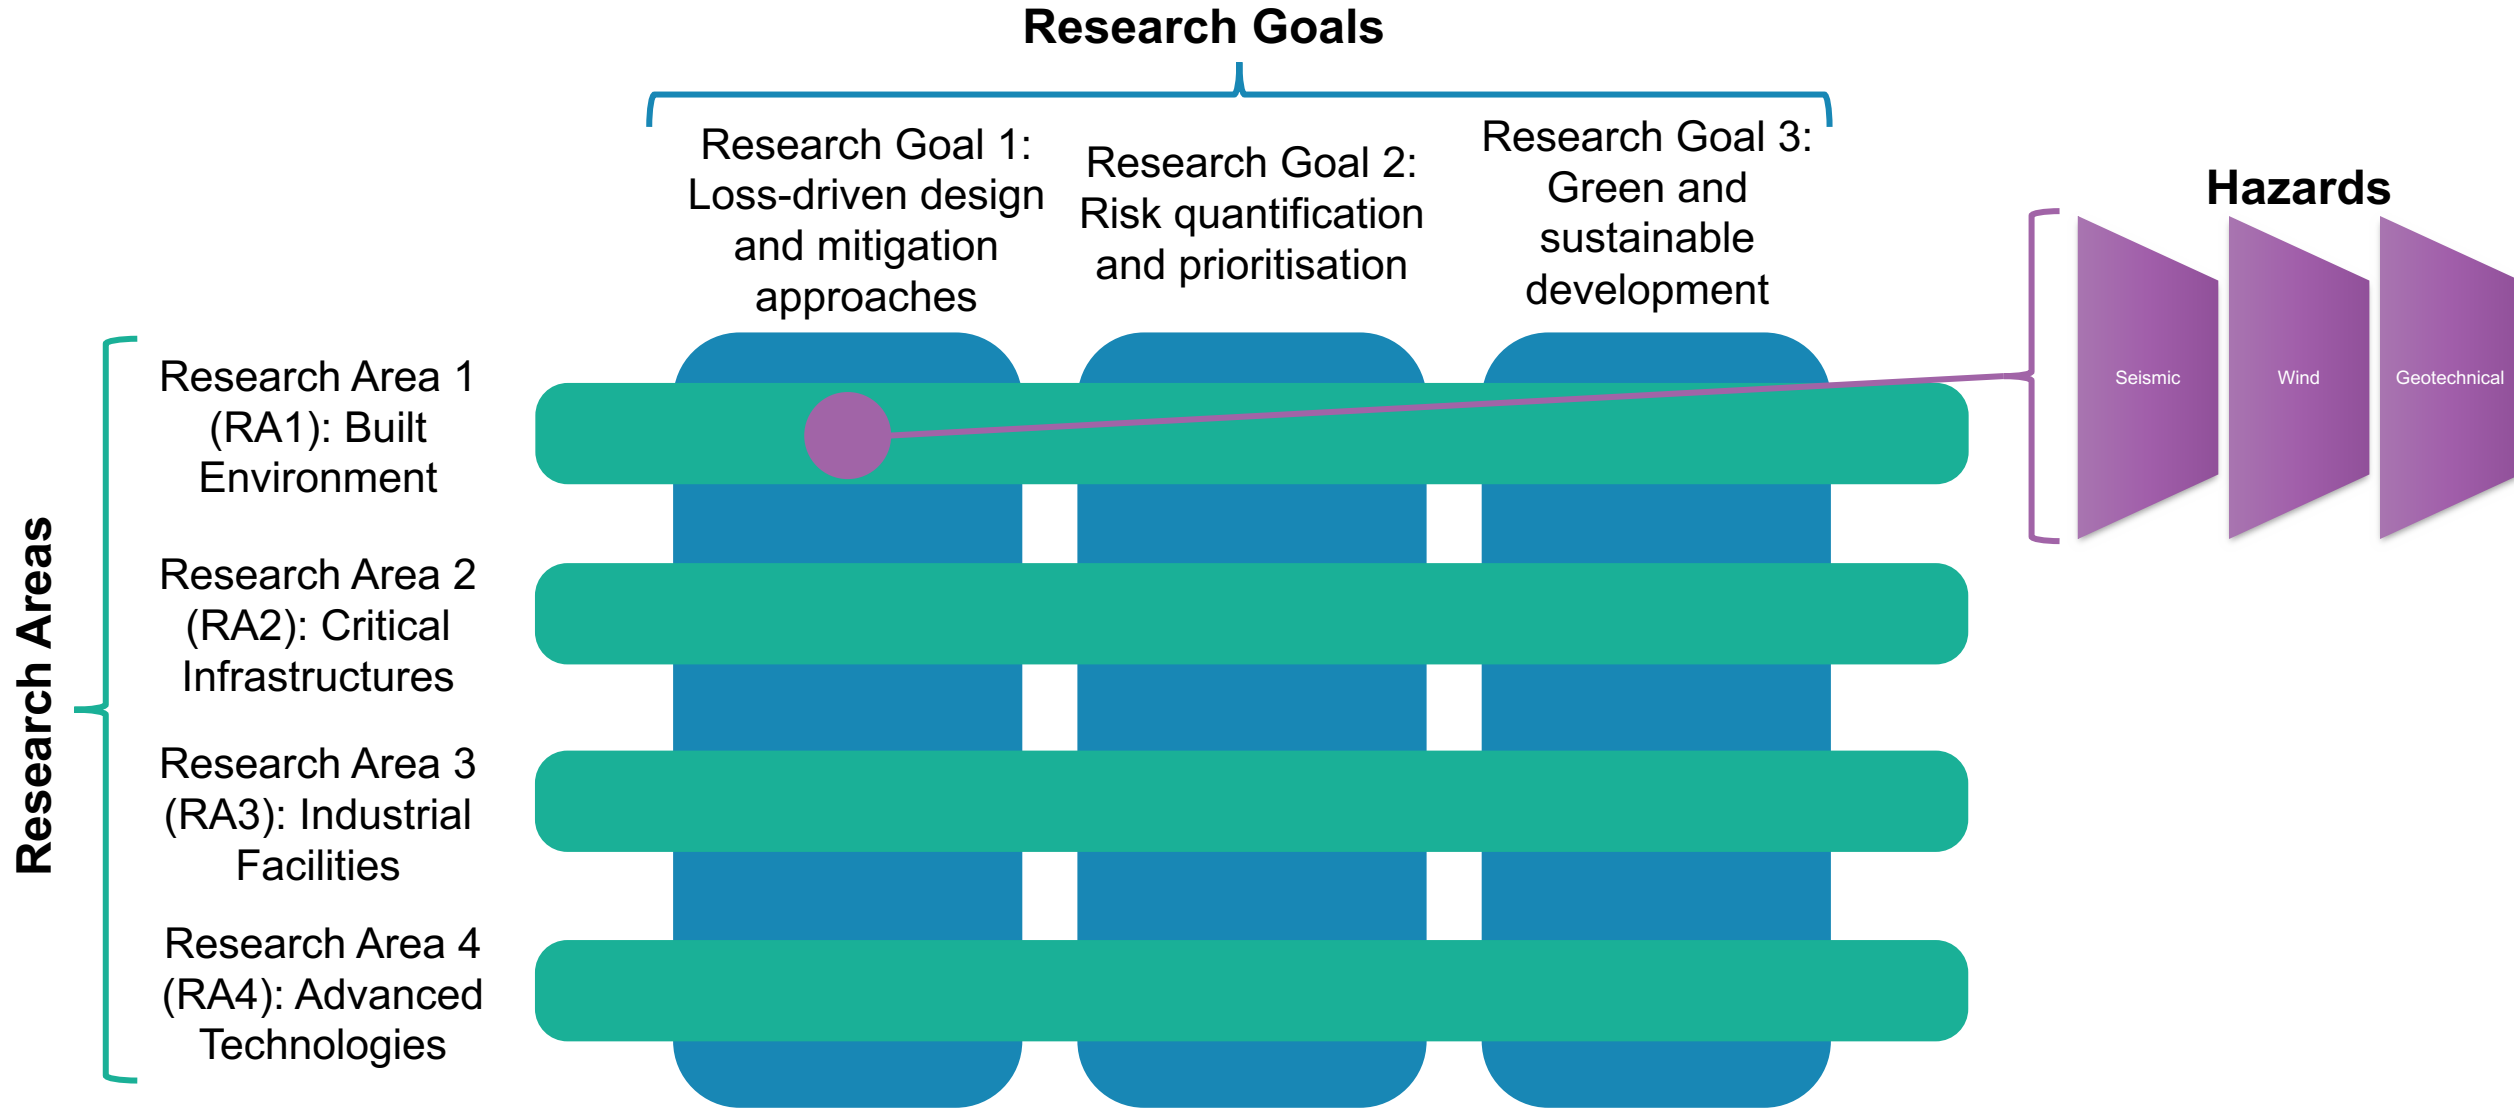 Research Goals
Research Goal 1:
Loss-driven design
and mitigation
approaches
Research Goal 2:
Risk quantification
and prioritisation
Research Goal 3:
Green and
sustainable
development
Hazards
Seismic
Wind
Geotechnical
Research Areas
Research Area 1
(RA1): Built
Environment
Research Area 2
(RA2): Critical
Infrastructures
Research Area 3
(RA3): Industrial
Facilities
Research Area 4
(RA4): Advanced
Technologies